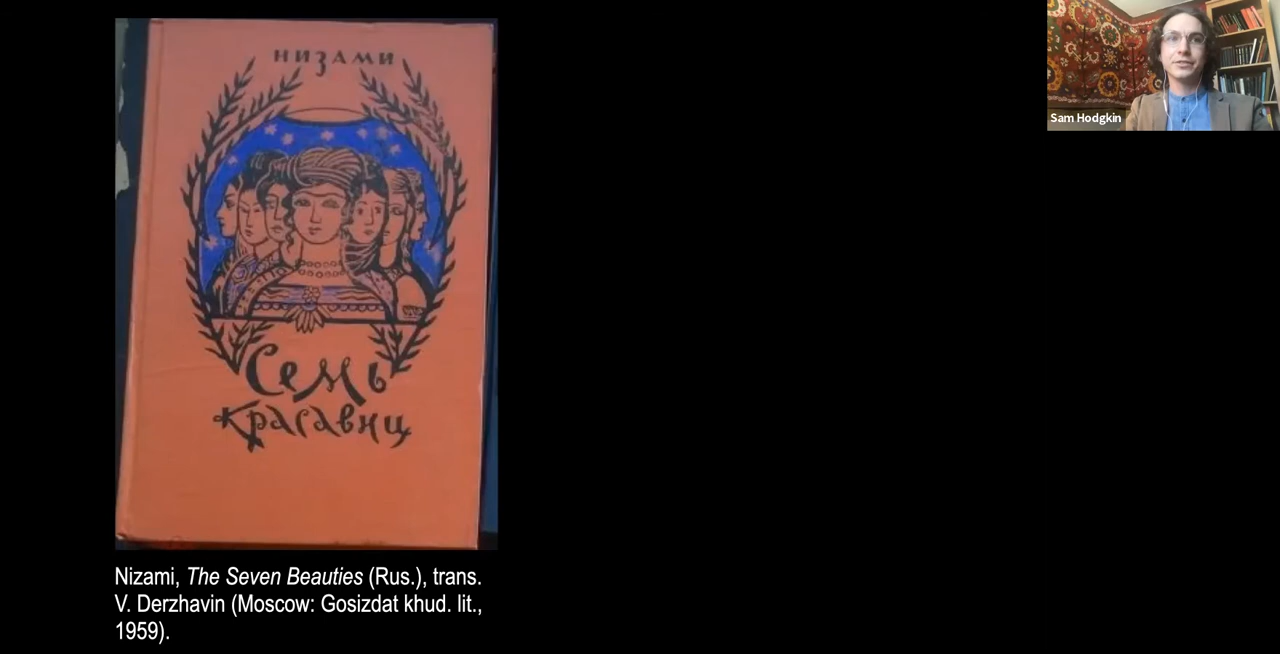 НИЗАМИ
Семь
красавиц
Nizami, The Seven Beauties (Rus.), trans.
V. Derzhavin (Moscow: Gosizdat khud. lit.,
1959).
Sam Hodgkin